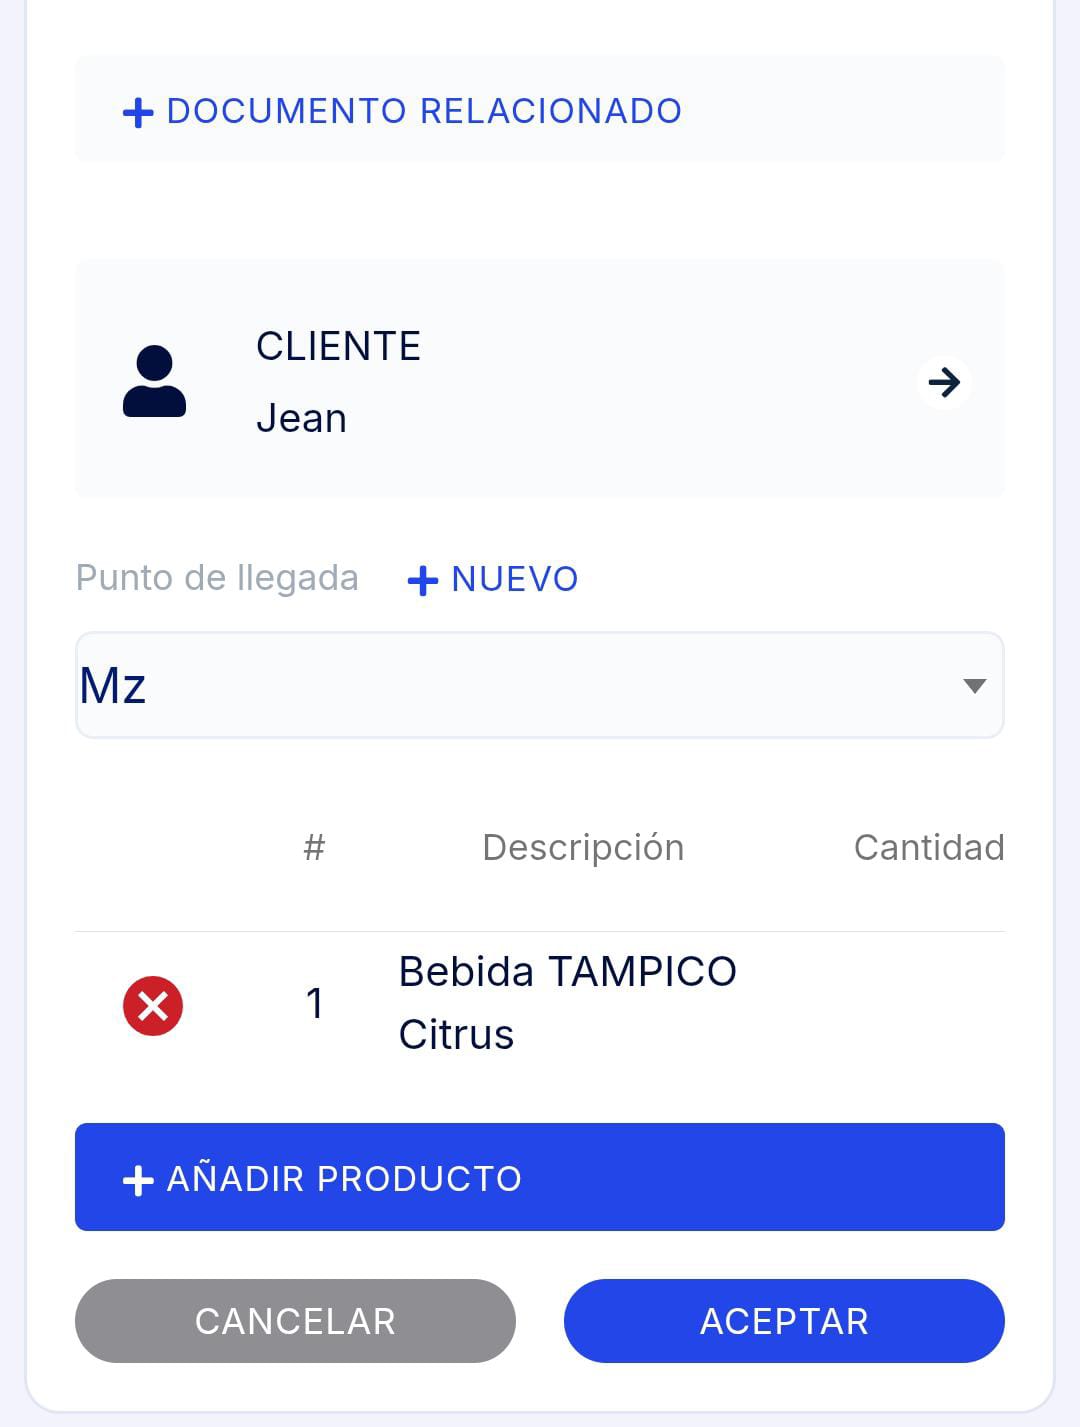 DOCUMENTO RELACIONADO
CLIENTE
Jean
Punto de llegada NUEVO
Mz
# Descripción Cantidad
1 Bebida TAMPICO
Citrus
AÑADIR PRODUCTO
CANCELAR ACEPTAR